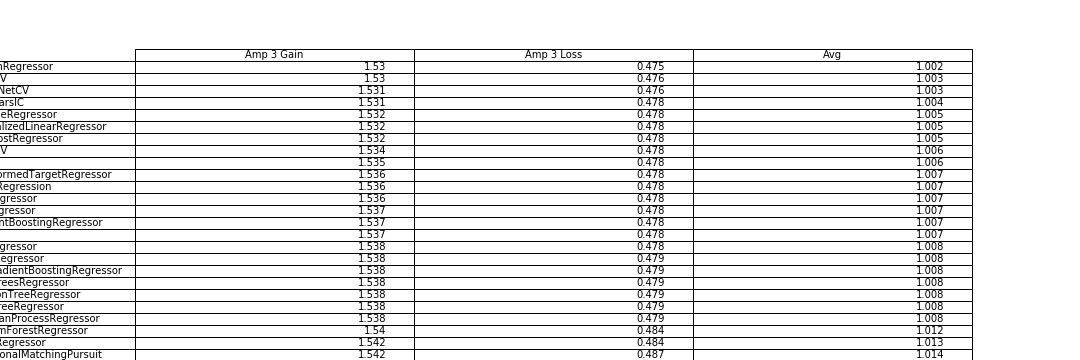 Amp 3 Gain Amp 3 Loss Avg
nRegressor 1.53 0.475 1.002
V 1.53 0.476 1.003
NetCV 1.531 0.476 1.003
arsIC 1.531 0.478 1.004
eRegressor 1.532 0.478 1.005
alizedLinearRegressor 1.532 0.478 1.005
ostRegressor 1.532 0.478 1.005
V 1.534 0.478 1.006
1.535 0.478 1.006
ormedTargetRegressor 1.536 0.478 1.007
Regression 1.536 0.478 1.007
gressor 1.536 0.478 1.007
gressor 1.537 0.478 1.007
ntBoostingRegressor 1.537 0.478 1.007
1.537 0.478 1.007
gressor 1.538 0.478 1.008
egressor 1.538 0.479 1.008
adientBoostingRegressor 1.538 0.479 1.008
reesRegressor 1.538 0.479 1.008
onTreeRegressor 1.538 0.479 1.008
reeRegressor 1.538 0.479 1.008
anProcessRegressor 1.538 0.479 1.008
mForestRegressor 1.54 0.484 1.012
Regressor 1.542 0.484 1.013
onalMatchingPursuit 1.542 0.487 1.014